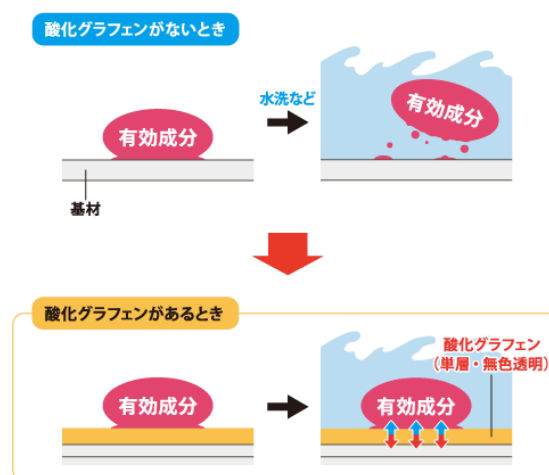 酸化グラフェンがないとき
有効成分
水洗など
有効成分
基材
酸化グラフェンがあるとき
酸化グラフェン
（単層・無色透明）
有効成分
有効成分